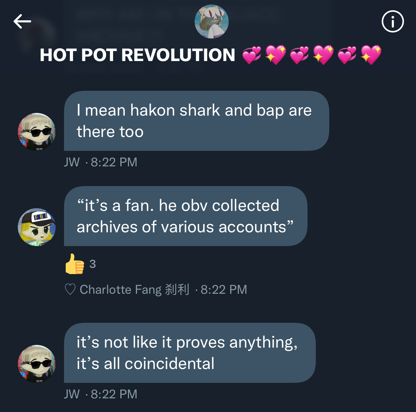 HOT POT REVOLUTION 💞💖💞💖💞💖
I mean hakon shark and bap are
there too
JW · 8:22 PM
“it’s a fan. he obv collected
archives of various accounts”
👍 3
♡ Charlotte Fang 刹利 · 8:22 PM
it’s not like it proves anything,
it’s all coincidental
JW · 8:22 PM